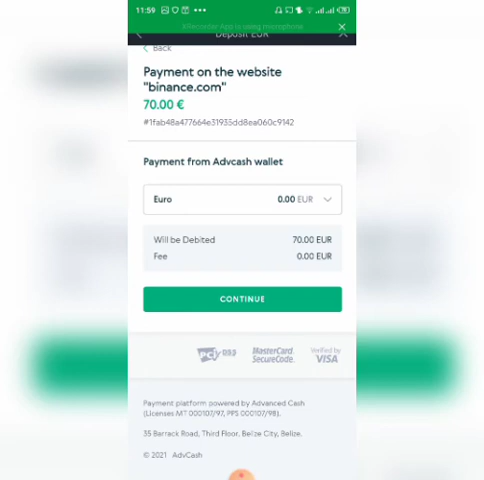 11:59
XRecorder App is using microphone
Deposit EUR
Back
Payment on the website
"binance.com"
70.00 €
#1fab48a477664e31935dd8ea060c9142
Payment from Advcash wallet
Euro 0.00 EUR
Will be Debited 70.00 EUR
Fee 0.00 EUR
CONTINUE
PCI DSS MasterCard. SecureCode. Verified by VISA
Payment platform powered by Advanced Cash
(Licenses MT 000107/97, PPS 000107/98).
35 Barrack Road, Third Floor, Belize City, Belize.
© 2021 AdvCash